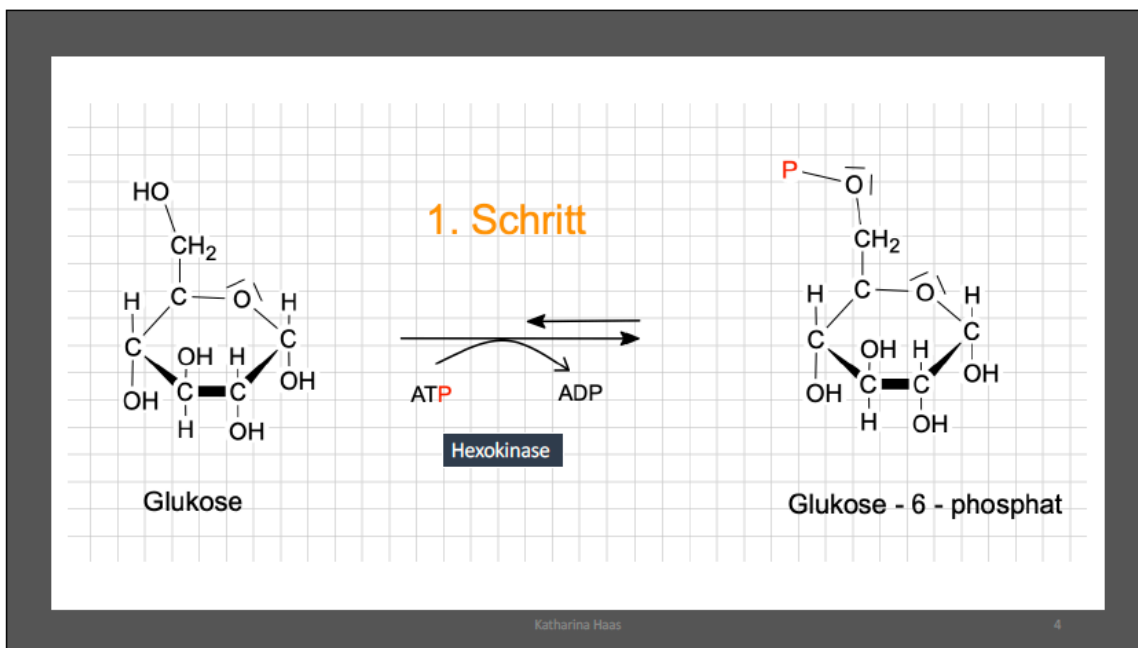 HO
CH₂
H
C
O
H
C
C
OH
H
OH
C
C
OH
H
OH
Glukose
1. Schritt
ATP
ADP
Hexokinase
P
O
CH₂
H
C
O
H
C
C
OH
H
OH
C
C
OH
H
OH
Glukose - 6 - phosphat
Katharina Haas
4